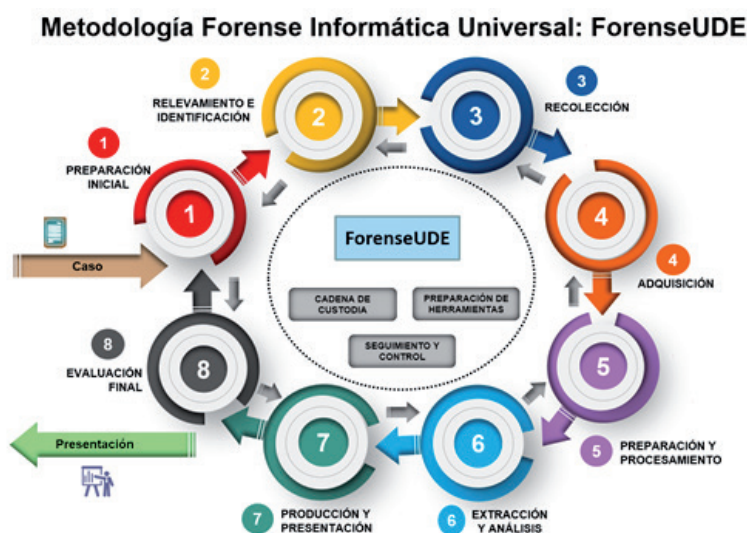 Metodología Forense Informática Universal: ForenseUDE
2
RELEVAMIENTO E
IDENTIFICACIÓN
2
3
3
RECOLECCIÓN
1
PREPARACIÓN
INICIAL
1
4
4
ADQUISICIÓN
Caso
ForenseUDE
CADENA DE
CUSTODIA
PREPARACIÓN DE
HERRAMIENTAS
SEGUIMIENTO Y
CONTROL
8
EVALUACIÓN
FINAL
8
5
5
PREPARACIÓN Y
PROCESAMIENTO
Presentación
7
6
7
PRODUCCIÓN Y
PRESENTACIÓN
6
EXTRACCIÓN
Y ANÁLISIS